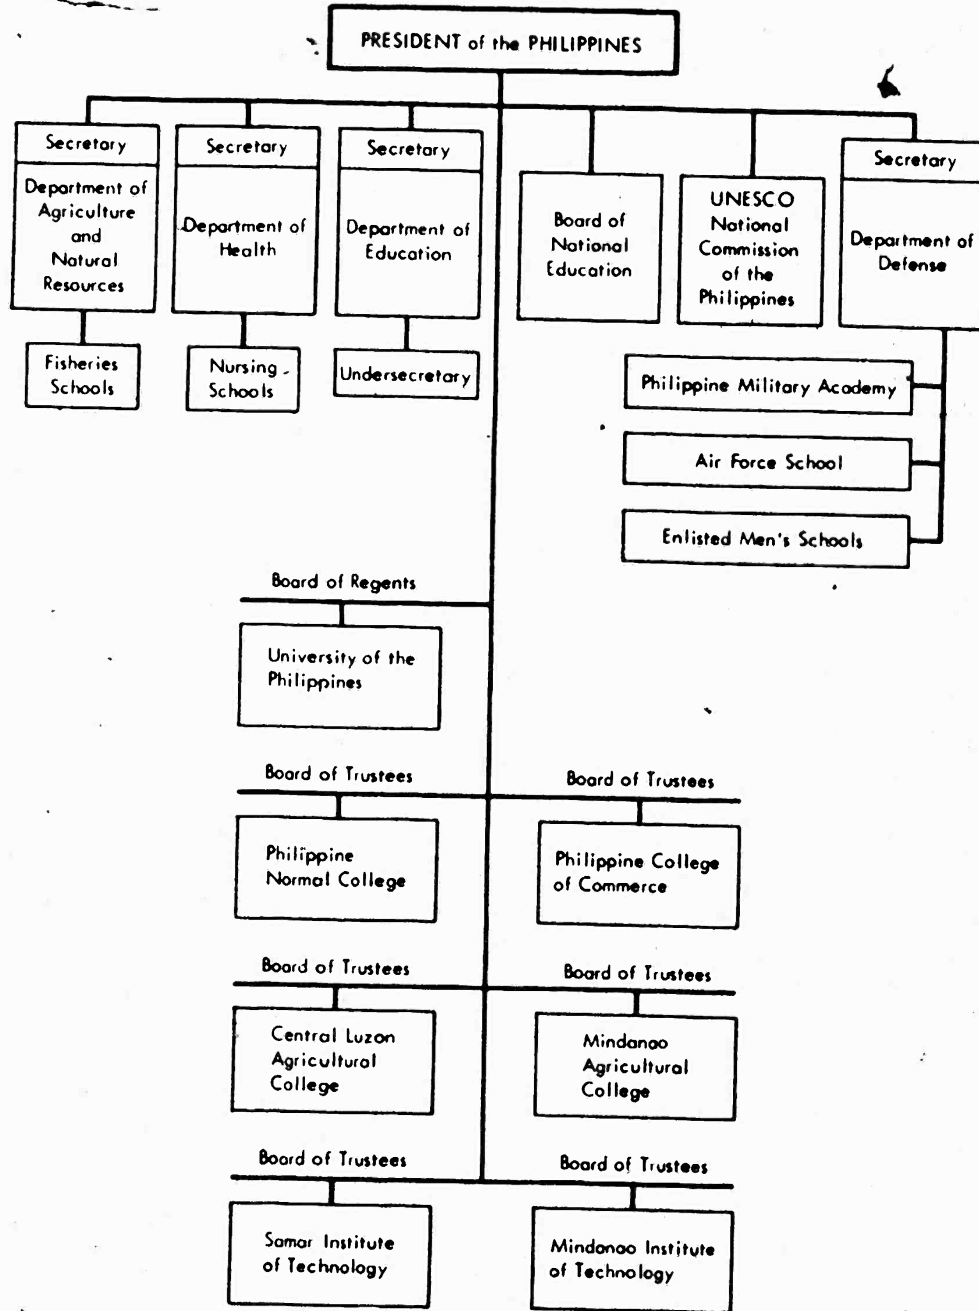 PRESIDENT of the PHILIPPINES
Secretary
Department of
Agriculture
and
Natural
Resources
Fisheries
Schools
Secretary
Department of
Health
Nursing
Schools
Secretary
Department of
Education
Undersecretary
Board of
National
Education
UNESCO
National
Commission
of the
Philippines
Secretary
Department of
Defense
Philippine Military Academy
Air Force School
Enlisted Men's Schools
Board of Regents
University of the
Philippines
Board of Trustees
Philippine
Normal College
Board of Trustees
Philippine College
of Commerce
Board of Trustees
Central Luzon
Agricultural
College
Board of Trustees
Mindanao
Agricultural
College
Board of Trustees
Samar Institute
of Technology
Board of Trustees
Mindanao Institute
of Technology